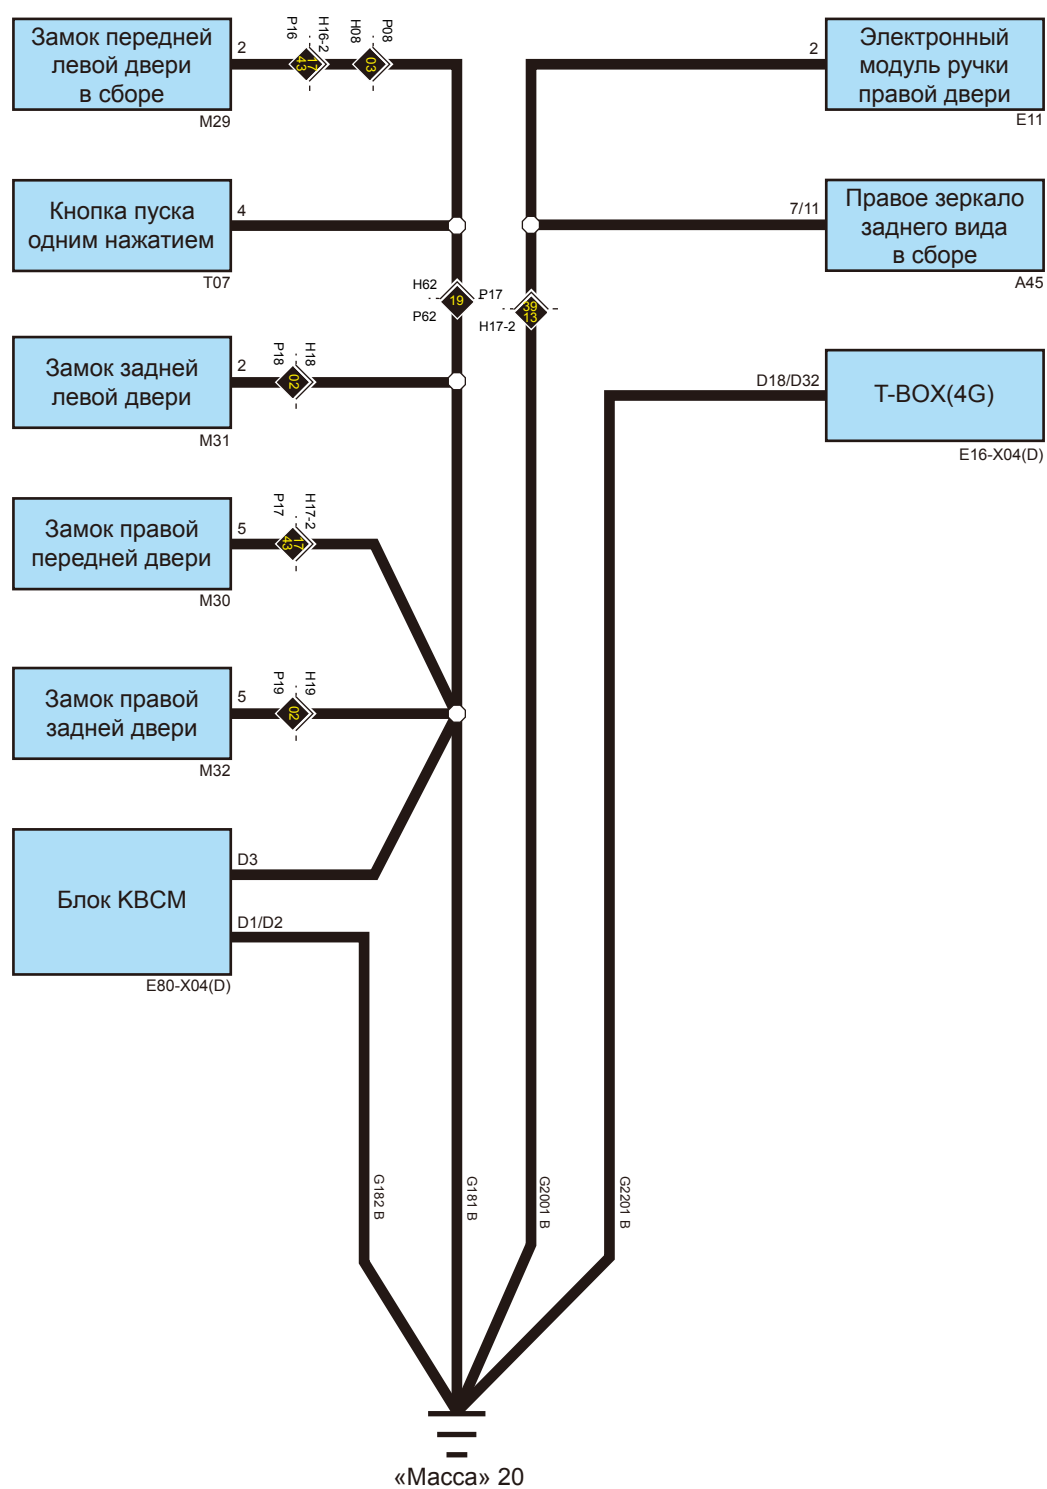 Замок передней
левой двери
в сборе
M29
2
P16
H16-2
17
43
H08
P08
03
2
Электронный
модуль ручки
правой двери
E11
Кнопка пуска
одним нажатием
T07
4
7/11
Правое зеркало
заднего вида
в сборе
A45
H62
P62
19
P17
H17-2
39
13
Замок задней
левой двери
M31
2
P18
H18
02
D18/D32
T-BOX(4G)
E16-X04(D)
Замок правой
передней двери
M30
5
P17
H17-2
17
43
Замок правой
задней двери
M32
5
P19
H19
02
Блок KBCM
E80-X04(D)
D3
D1/D2
G182 B
G181 B
G2001 B
G2201 B
«Масса» 20